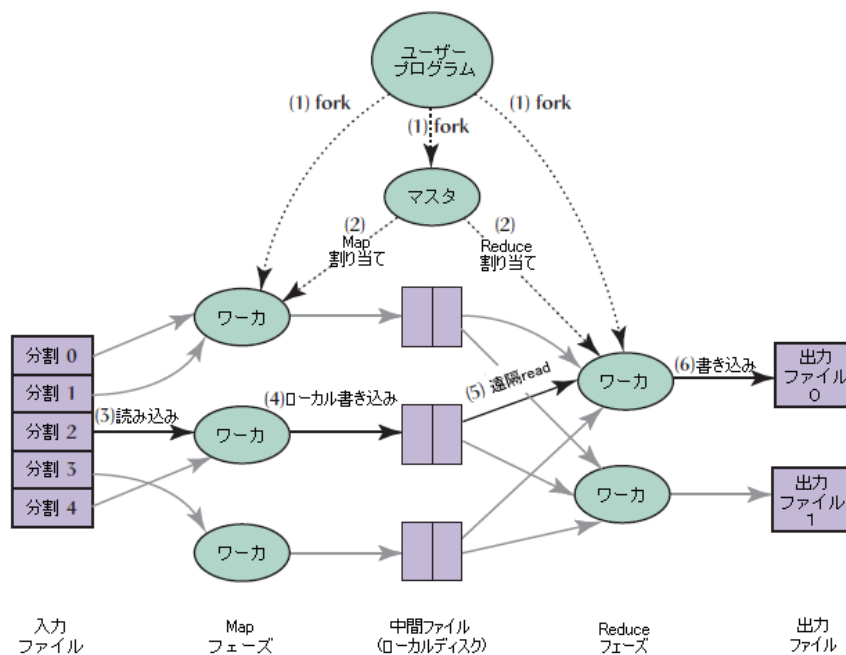 ユーザー
プログラム
(1) fork
(1) fork
(1) fork
マスタ
(2)
Map
割り当て
(2)
Reduce
割り当て
ワーカ
分割 0
分割 1
分割 2
分割 3
分割 4
(3)読み込み
(4)ローカル書き込み
(5) 遠隔read
(6)書き込み
ワーカ
ワーカ
ワーカ
ワーカ
出力
ファイル
0
出力
ファイル
1
入力
ファイル
Map
フェーズ
中間ファイル
(ローカルディスク)
Reduce
フェーズ
出力
ファイル